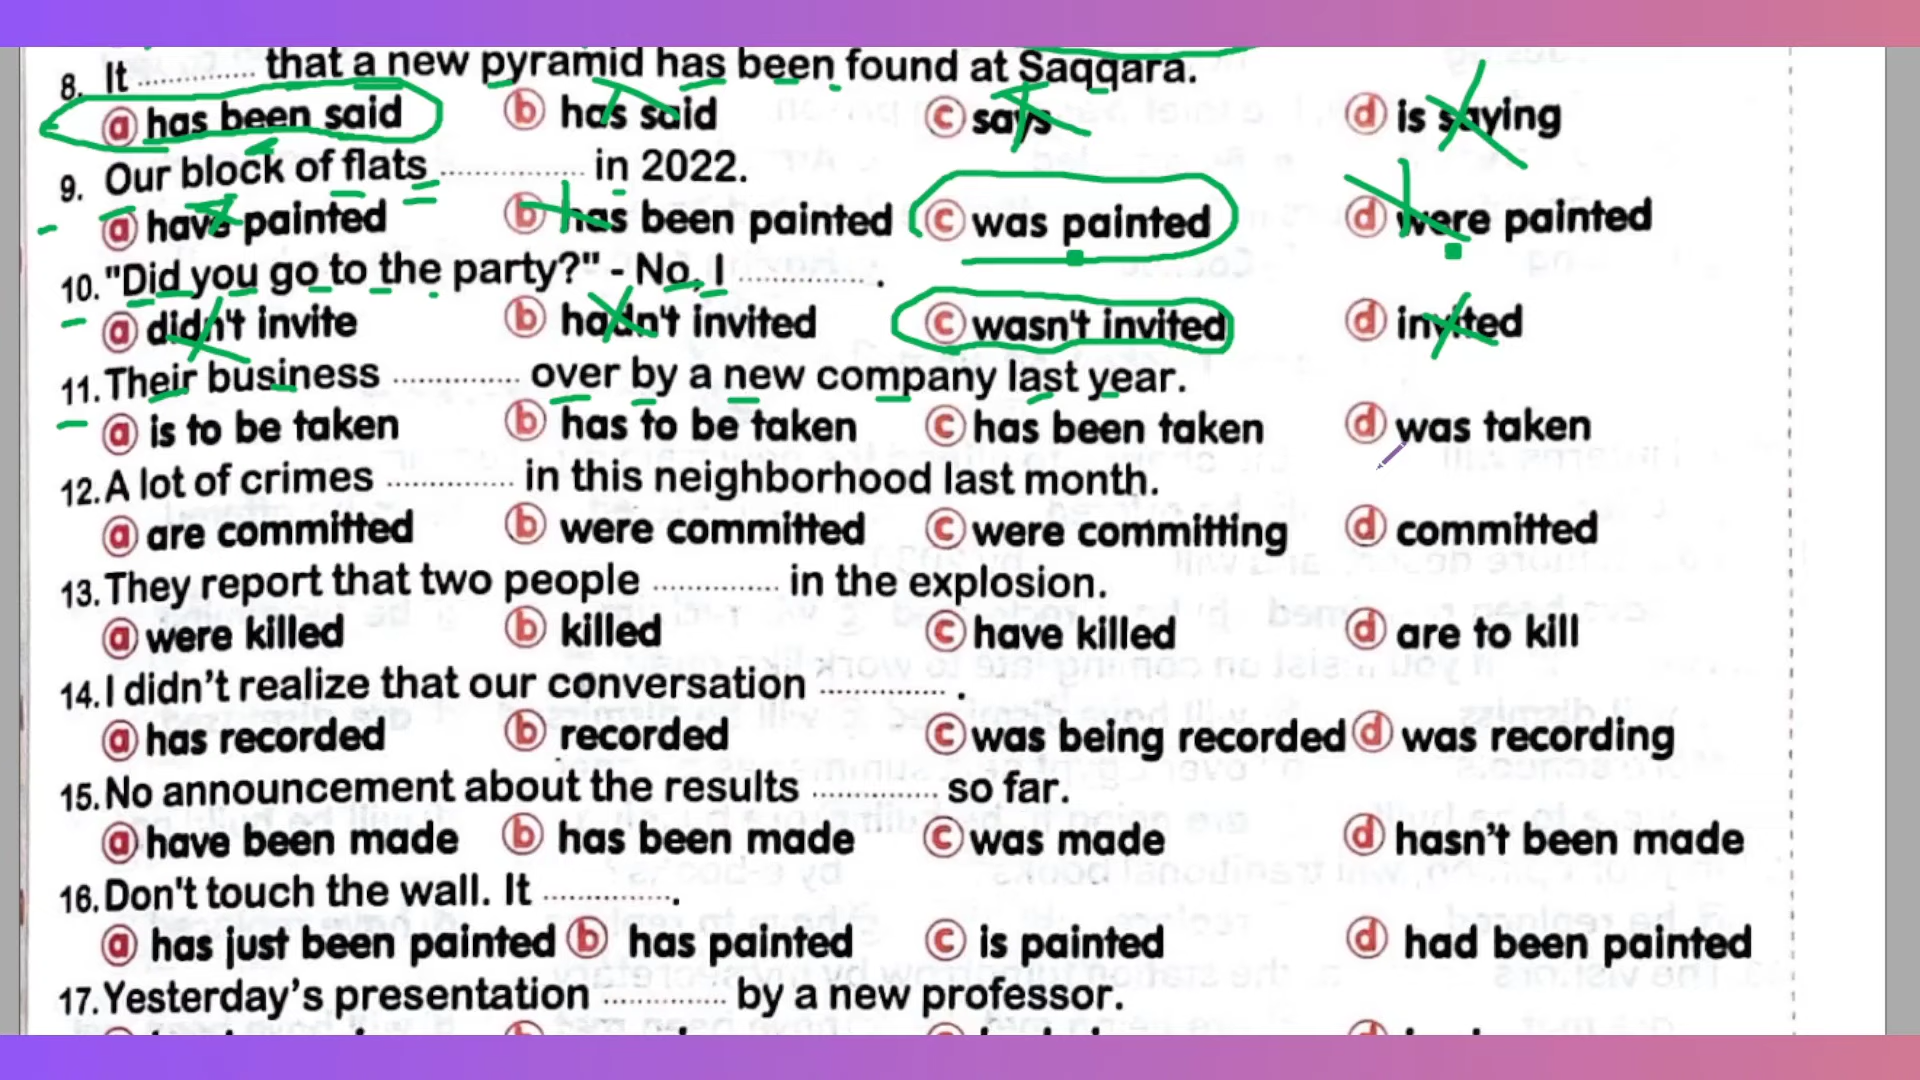 8. It ............ that a new pyramid has been found at Saqqara.
a has been said b has said c says d is saying
9. Our block of flats ............ in 2022.
a have painted b has been painted c was painted d were painted
10. "Did you go to the party?" - No, I ............ .
a didn't invite b hadn't invited c wasn't invited d invited
11. Their business ............ over by a new company last year.
a is to be taken b has to be taken c has been taken d was taken
12. A lot of crimes ............ in this neighborhood last month.
a are committed b were committed c were committing d committed
13. They report that two people ............ in the explosion.
a were killed b killed c have killed d are to kill
14. I didn't realize that our conversation ............ .
a has recorded b recorded c was being recorded d was recording
15. No announcement about the results ............ so far.
a have been made b has been made c was made d hasn't been made
16. Don't touch the wall. It ............ .
a has just been painted b has painted c is painted d had been painted
17. Yesterday's presentation ............ by a new professor.